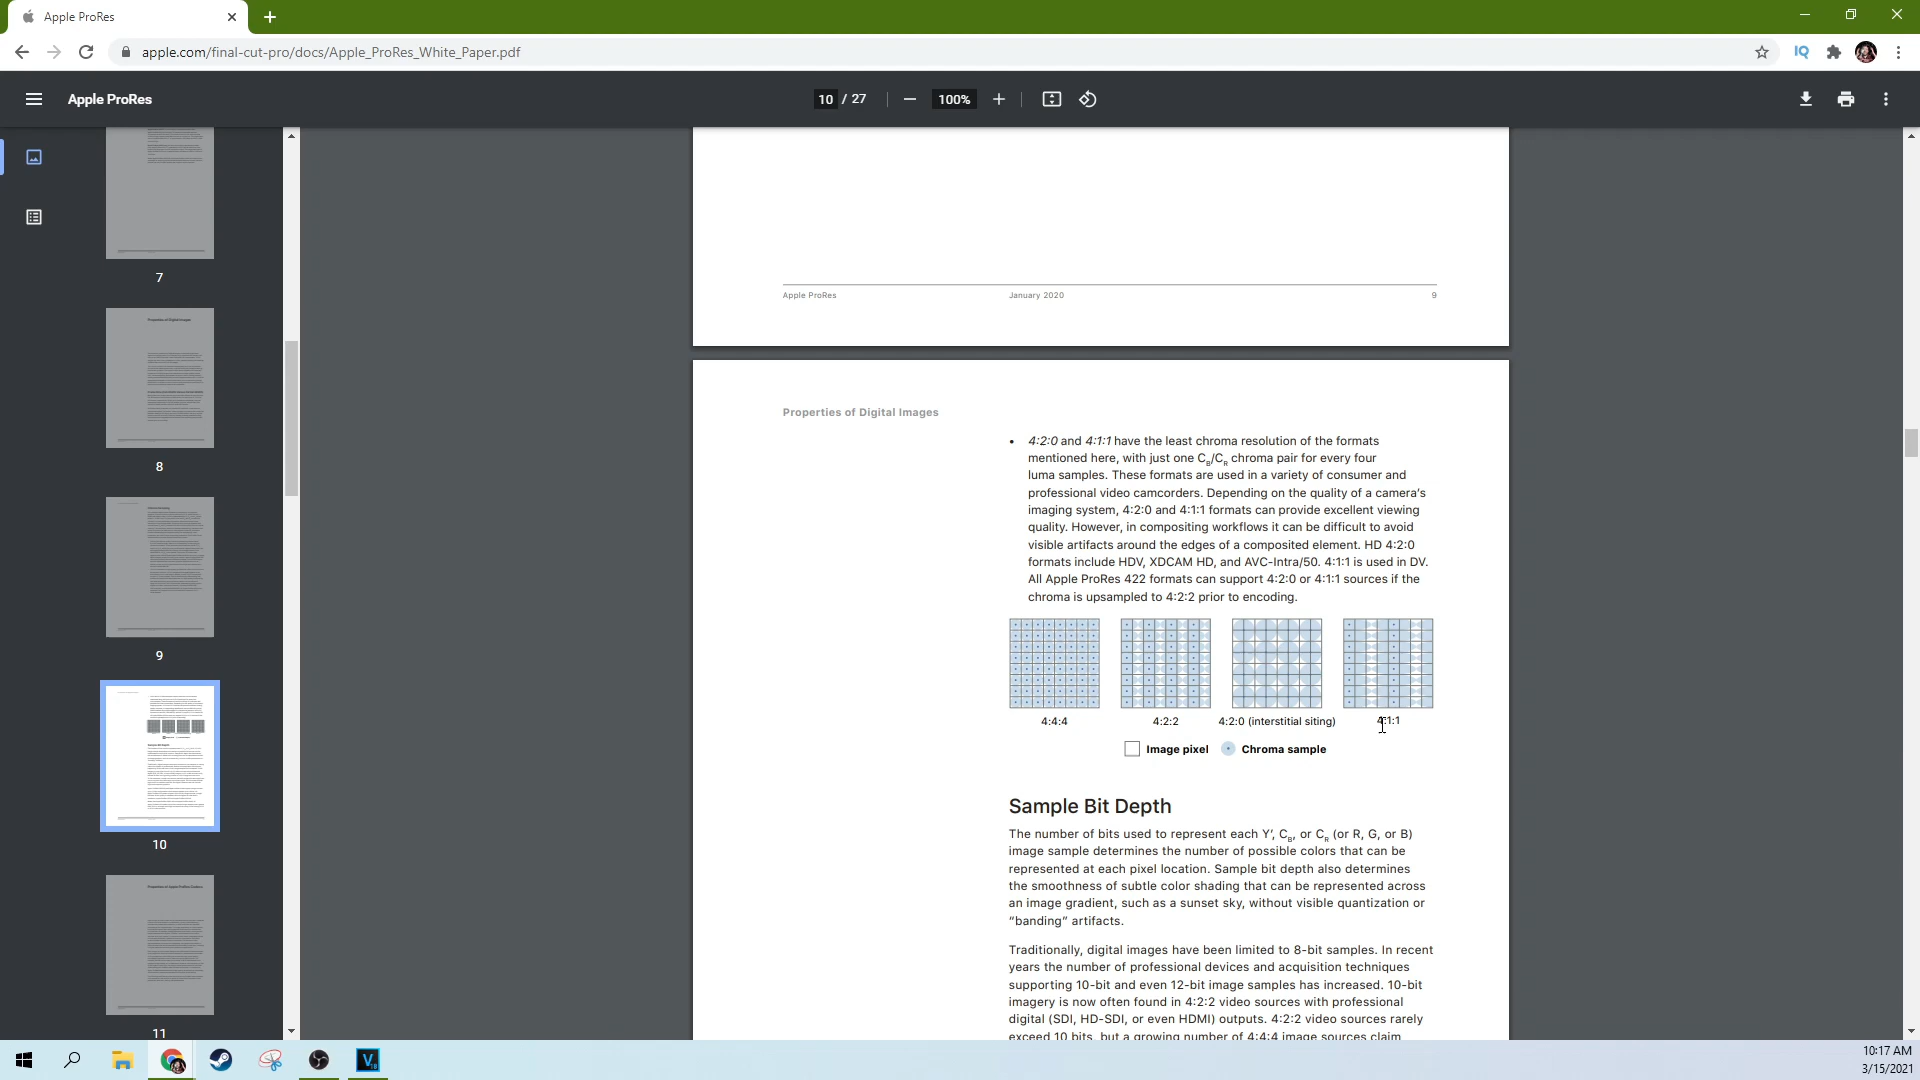 Apple ProRes
apple.com/final-cut-pro/docs/Apple_ProRes_White_Paper.pdf
IQ
Apple ProRes
10 / 27
100%
7
8
9
10
11
Apple ProRes January 2020 9
Properties of Digital Images
• 4:2:0 and 4:1:1 have the least chroma resolution of the formats
mentioned here, with just one CB/CR chroma pair for every four
luma samples. These formats are used in a variety of consumer and
professional video camcorders. Depending on the quality of a camera’s
imaging system, 4:2:0 and 4:1:1 formats can provide excellent viewing
quality. However, in compositing workflows it can be difficult to avoid
visible artifacts around the edges of a composited element. HD 4:2:0
formats include HDV, XDCAM HD, and AVC-Intra/50. 4:1:1 is used in DV.
All Apple ProRes 422 formats can support 4:2:0 or 4:1:1 sources if the
chroma is upsampled to 4:2:2 prior to encoding.
4:4:4 4:2:2 4:2:0 (interstitial siting) 4:1:1
Image pixel Chroma sample
Sample Bit Depth
The number of bits used to represent each Y’, CB, or CR (or R, G, or B)
image sample determines the number of possible colors that can be
represented at each pixel location. Sample bit depth also determines
the smoothness of subtle color shading that can be represented across
an image gradient, such as a sunset sky, without visible quantization or
“banding” artifacts.
Traditionally, digital images have been limited to 8-bit samples. In recent
years the number of professional devices and acquisition techniques
supporting 10-bit and even 12-bit image samples has increased. 10-bit
imagery is now often found in 4:2:2 video sources with professional
digital (SDI, HD-SDI, or even HDMI) outputs. 4:2:2 video sources rarely
exceed 10 bits, but a growing number of 4:4:4 image sources claim
V
18
10:17 AM
3/15/2021